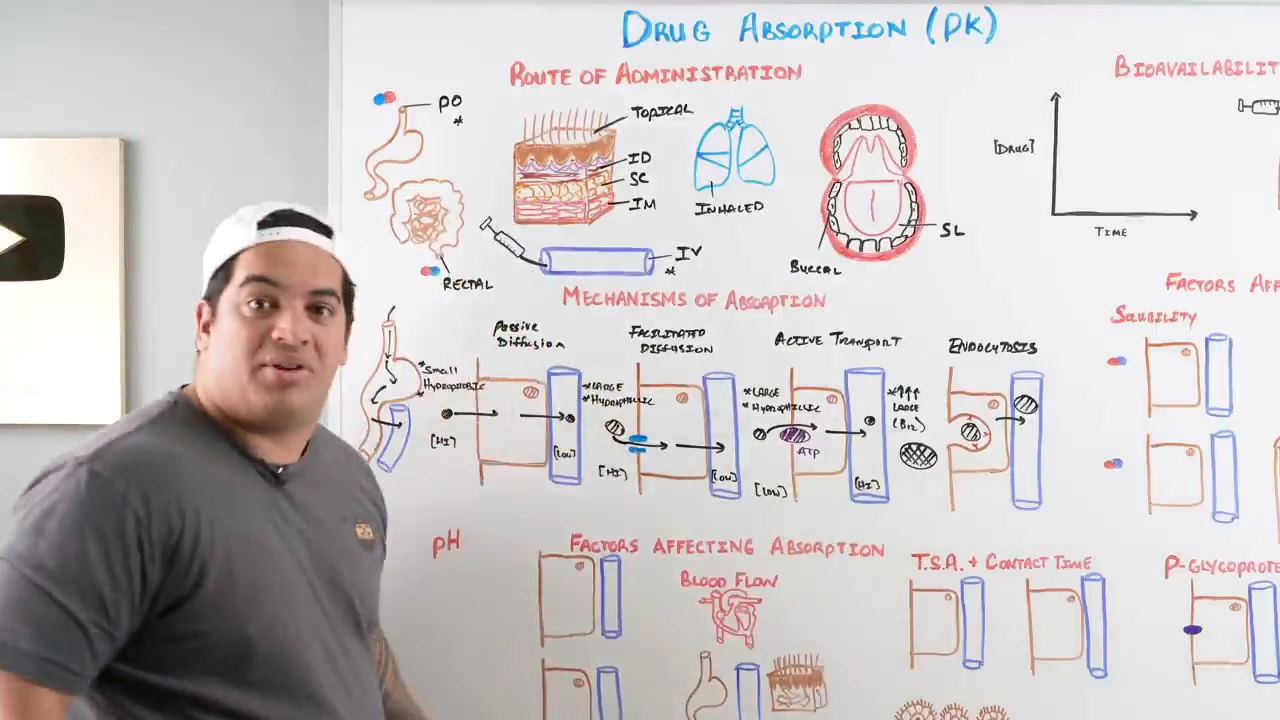 DRUG ABSORPTION (PK)
ROUTE OF ADMINISTRATION
PO
*
RECTAL
TOPICAL
ID
SC
IM
IV
*
INHALED
BUCCAL
SL
BIOAVAILABILIT
[DRUG]
TIME
MECHANISMS OF ABSORPTION
*Small
HYDROPHOBIC
*
Passive
Diffusion
[HI]
[LOW]
FACILITATED
DIFFUSION
*LARGE
*HYDROPHILIC
[HI]
[LOW]
ACTIVE TRANSPORT
*LARGE
*HYDROPHILLIC
ATP
[LOW]
[HI]
ENDOCYTOSIS
*↑↑↑
LARGE
(B12)
FACTORS AFF
SOLUBILITY
pH
FACTORS AFFECTING ABSORPTION
BLOOD FLOW
T.S.A. + CONTACT TIME
P-GLYCOPROTE